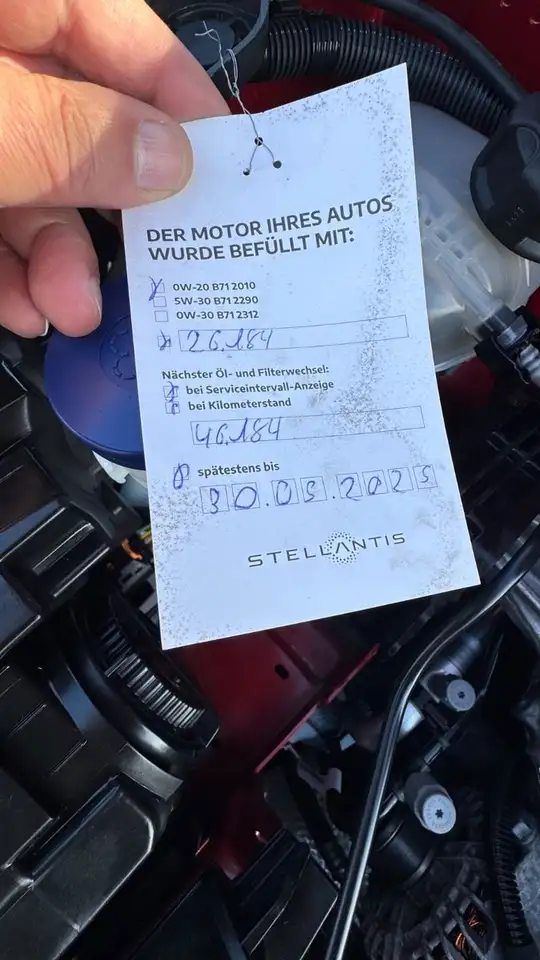 DER MOTOR IHRES AUTOS
WURDE BEFÜLLT MIT:
0W-20 B71 2010
5W-30 B71 2290
0W-30 B71 2312
26.184
Nächster Öl- und Filterwechsel:
bei Serviceintervall-Anzeige
bei Kilometerstand
46.184
spätestens bis
30.05.2025
STELLANTIS